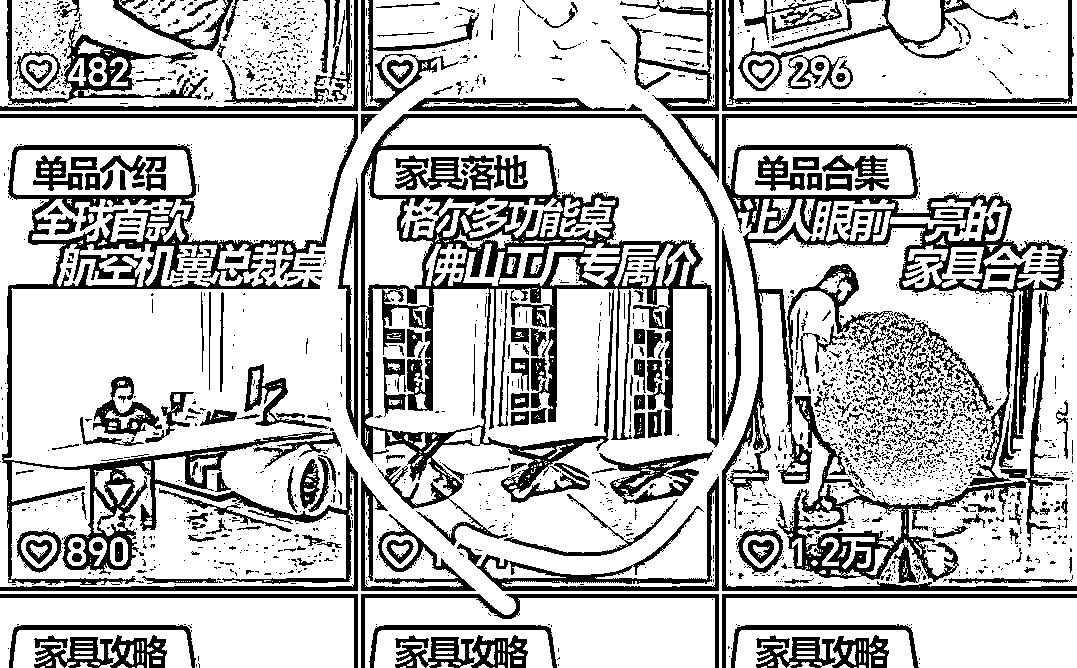 482
296
单品介绍
全球首款
航空机翼总裁桌
890
家具落地
格尔多功能桌
佛山工厂专属价
单品合集
让人眼前一亮的
家具合集
1.2万
家具攻略
家具攻略
家具攻略